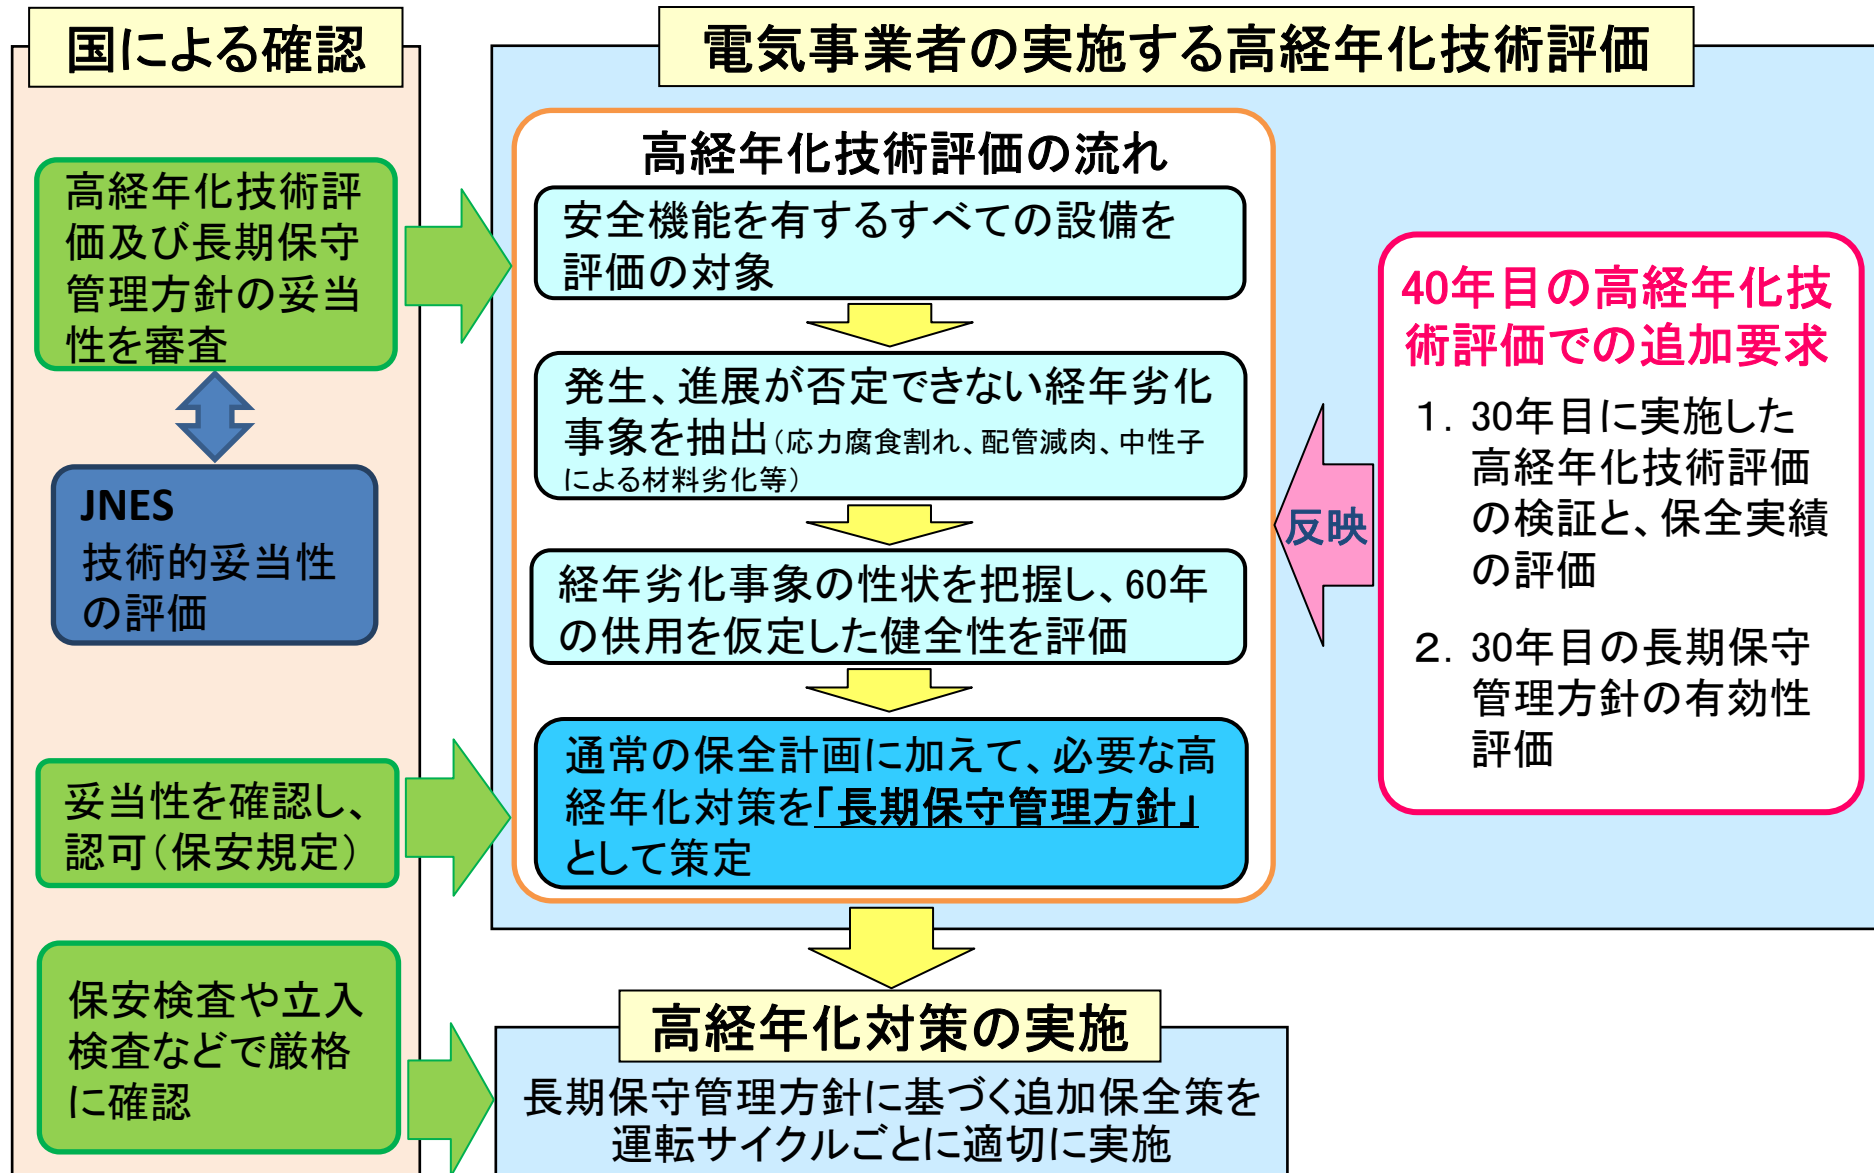 国による確認
高経年化技術評
価及び長期保守
管理方針の妥当
性を審査
JNES
技術的妥当性
の評価
妥当性を確認し、
認可（保安規定）
保安検査や立入
検査などで厳格
に確認
電気事業者の実施する高経年化技術評価
高経年化技術評価の流れ
安全機能を有するすべての設備を
評価の対象
発生、進展が否定できない経年劣化
事象を抽出（応力腐食割れ、配管減肉、中性子
による材料劣化等）
経年劣化事象の性状を把握し、60年
の供用を仮定した健全性を評価
通常の保全計画に加えて、必要な高
経年化対策を「長期保守管理方針」
として策定
反映
40年目の高経年化技
術評価での追加要求
１．30年目に実施した
高経年化技術評価
の検証と、保全実績
の評価
２．30年目の長期保守
管理方針の有効性
評価
高経年化対策の実施
長期保守管理方針に基づく追加保全策を
運転サイクルごとに適切に実施